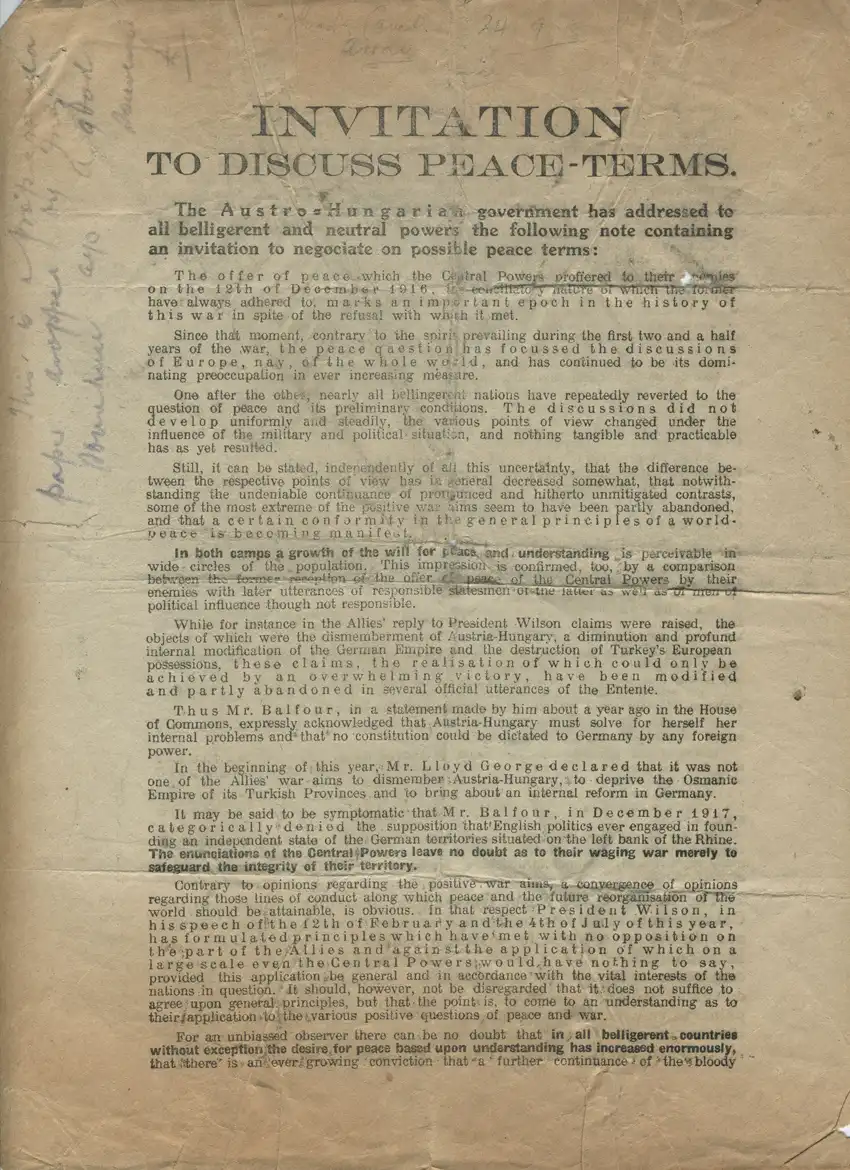 INVITATION
TO DISCUSS PEACE-TERMS.
The Austro=Hungarian government has addressed to
all belligerent and neutral powers the following note containing
an invitation to negociate on possible peace terms:
The offer of peace which the Central Powers proffered to their enemies
on the 12th of December 1916, the conciliatory nature of which the former
have always adhered to, marks an important epoch in the history of
this war in spite of the refusal with which it met.
Since that moment, contrary to the spirit prevailing during the first two and a half
years of the war, the peace question has focussed the discussions
of Europe, nay, of the whole world, and has continued to be its domi-
nating preoccupation in ever increasing measure.
One after the other, nearly all bellingerent nations have repeatedly reverted to the
question of peace and its preliminary conditions. The discussions did not
develop uniformly and steadily, the various points of view changed under the
influence of the military and political situation, and nothing tangible and practicable
has as yet resulted.
Still, it can be stated, independently of all this uncertainty, that the difference be-
tween the respective points of view has in general decreased somewhat, that notwith-
standing the undeniable continuance of pronounced and hitherto unmitigated contrasts,
some of the most extreme of the positive war aims seem to have been partly abandoned,
and that a certain conformity in the general principles of a world-
peace is becoming manifest.
In both camps a growth of the will for peace and understanding is perceivable in
wide circles of the population. This impression is confirmed, too, by a comparison
between the former reception of the offer of peace of the Central Powers by their
enemies with later utterances of responsible statesmen of the latter as well as of men of
political influence though not responsible.
While for instance in the Allies' reply to President Wilson claims were raised, the
objects of which were the dismemberment of Austria-Hungary, a diminution and profund
internal modification of the German Empire and the destruction of Turkey's European
possessions, these claims, the realisation of which could only be
achieved by an overwhelming victory, have been modified
and partly abandoned in several official utterances of the Entente.
Thus Mr. Balfour, in a statement made by him about a year ago in the House
of Commons, expressly acknowledged that Austria-Hungary must solve for herself her
internal problems and that no constitution could be dictated to Germany by any foreign
power.
In the beginning of this year, Mr. Lloyd George declared that it was not
one of the Allies' war aims to dismember Austria-Hungary, to deprive the Osmanic
Empire of its Turkish Provinces and to bring about an internal reform in Germany.
It may be said to be symptomatic that Mr. Balfour, in December 1917,
categorically denied the supposition that English politics ever engaged in foun-
ding an independent state of the German territories situated on the left bank of the Rhine.
The enunciations of the Central Powers leave no doubt as to their waging war merely to
safeguard the integrity of their territory.
Contrary to opinions regarding the positive war aims, a convergence of opinions
regarding those lines of conduct along which peace and the future reorganisation of the
world should be attainable, is obvious. In that respect President Wilson, in
his speech of the 12th of February and the 4th of July of this year,
has formulated principles which have met with no opposition on
the part of the Allies and against the application of which on a
large scale even the Central Powers would have nothing to say,
provided this application be general and in accordance with the vital interests of the
nations in question. It should, however, not be disregarded that it does not suffice to
agree upon general principles, but that the point is, to come to an understanding as to
their application to the various positive questions of peace and war.
For an unbiassed observer there can be no doubt that in all belligerent countries
without exception the desire for peace based upon understanding has increased enormously,
that there is an ever growing conviction that a further continuance of the bloody